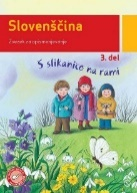 Slovenščina
3. del
S slikanico na rami